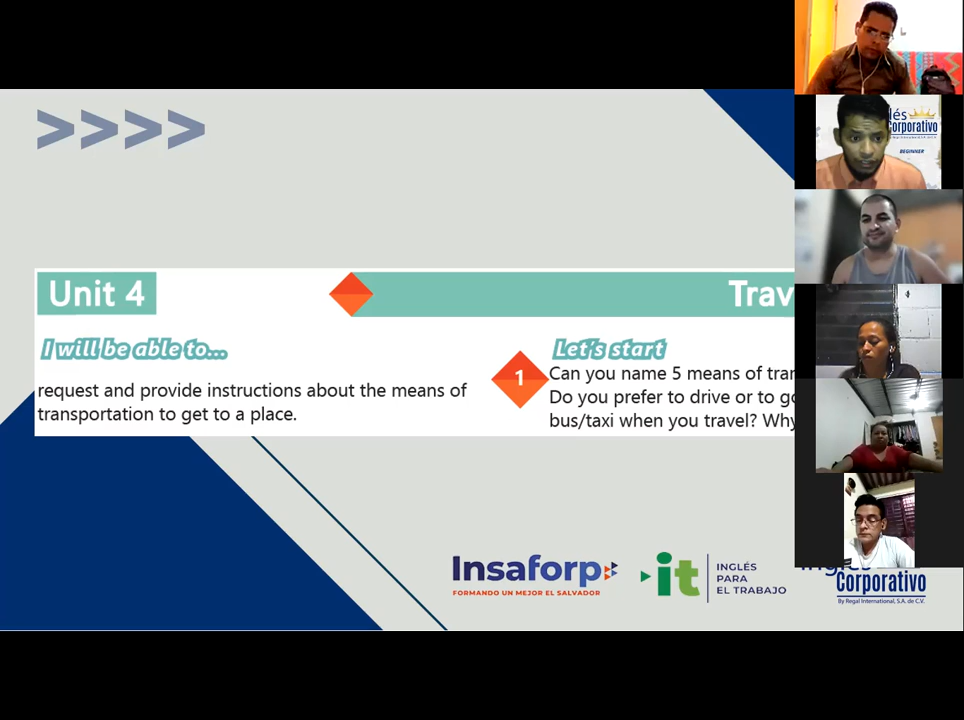 >>>>
Unit 4
Trav
I will be able to...
request and provide instructions about the means of
transportation to get to a place.
Let's start
1
Can you name 5 means of tran
Do you prefer to drive or to go
bus/taxi when you travel? Why
lés
Corporativo
BEGINNER
Insaforp
FORMANDO UN MEJOR EL SALVADOR
it
INGLÉS
PARA
EL TRABAJO
Inglés
Corporativo
By Regal International, S.A. de C.V.